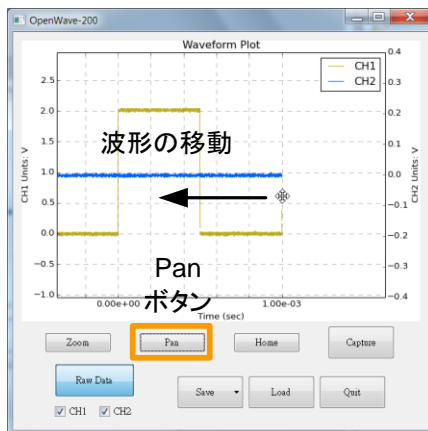 OpenWave-200
Waveform Plot
CH1
CH2
2.5
2.0
1.5
1.0
0.5
0.0
−0.5
−1.0
CH1 Units: V
0.4
0.3
0.2
0.1
0.0
−0.1
−0.2
−0.3
−0.4
CH2 Units: V
波形の移動
Pan
ボタン
0.00e+00
1.00e-03
Time (sec)
Zoom
Pan
Home
Capture
Raw Data
Save
Load
Quit
CH1
CH2